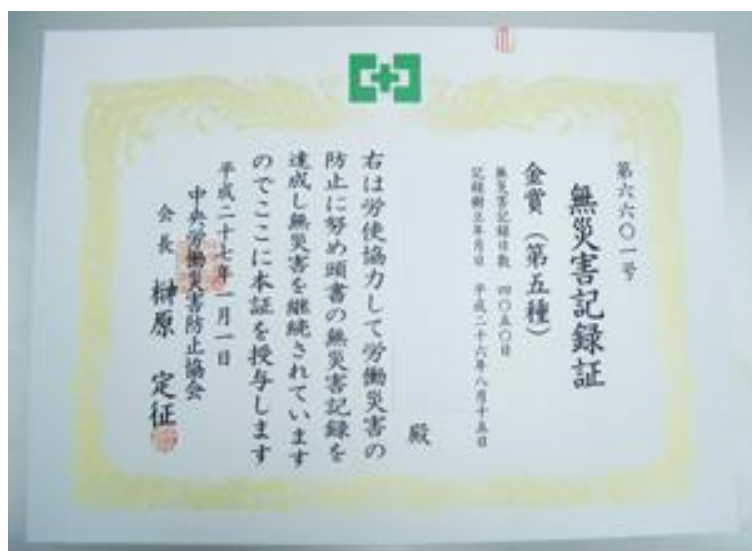 第六六〇一号
無災害記録証
金賞（第五種）
無災害記録日数 四〇五〇日
記録樹立年月日 平成二十六年八月十五日
殿
右は労使協力して労働災害の
防止に努め頭書の無災害記録を
達成し無災害を継続されています
のでここに本証を授与します
平成二十七年一月一日
中央労働災害防止協会
会長 榊原 定征